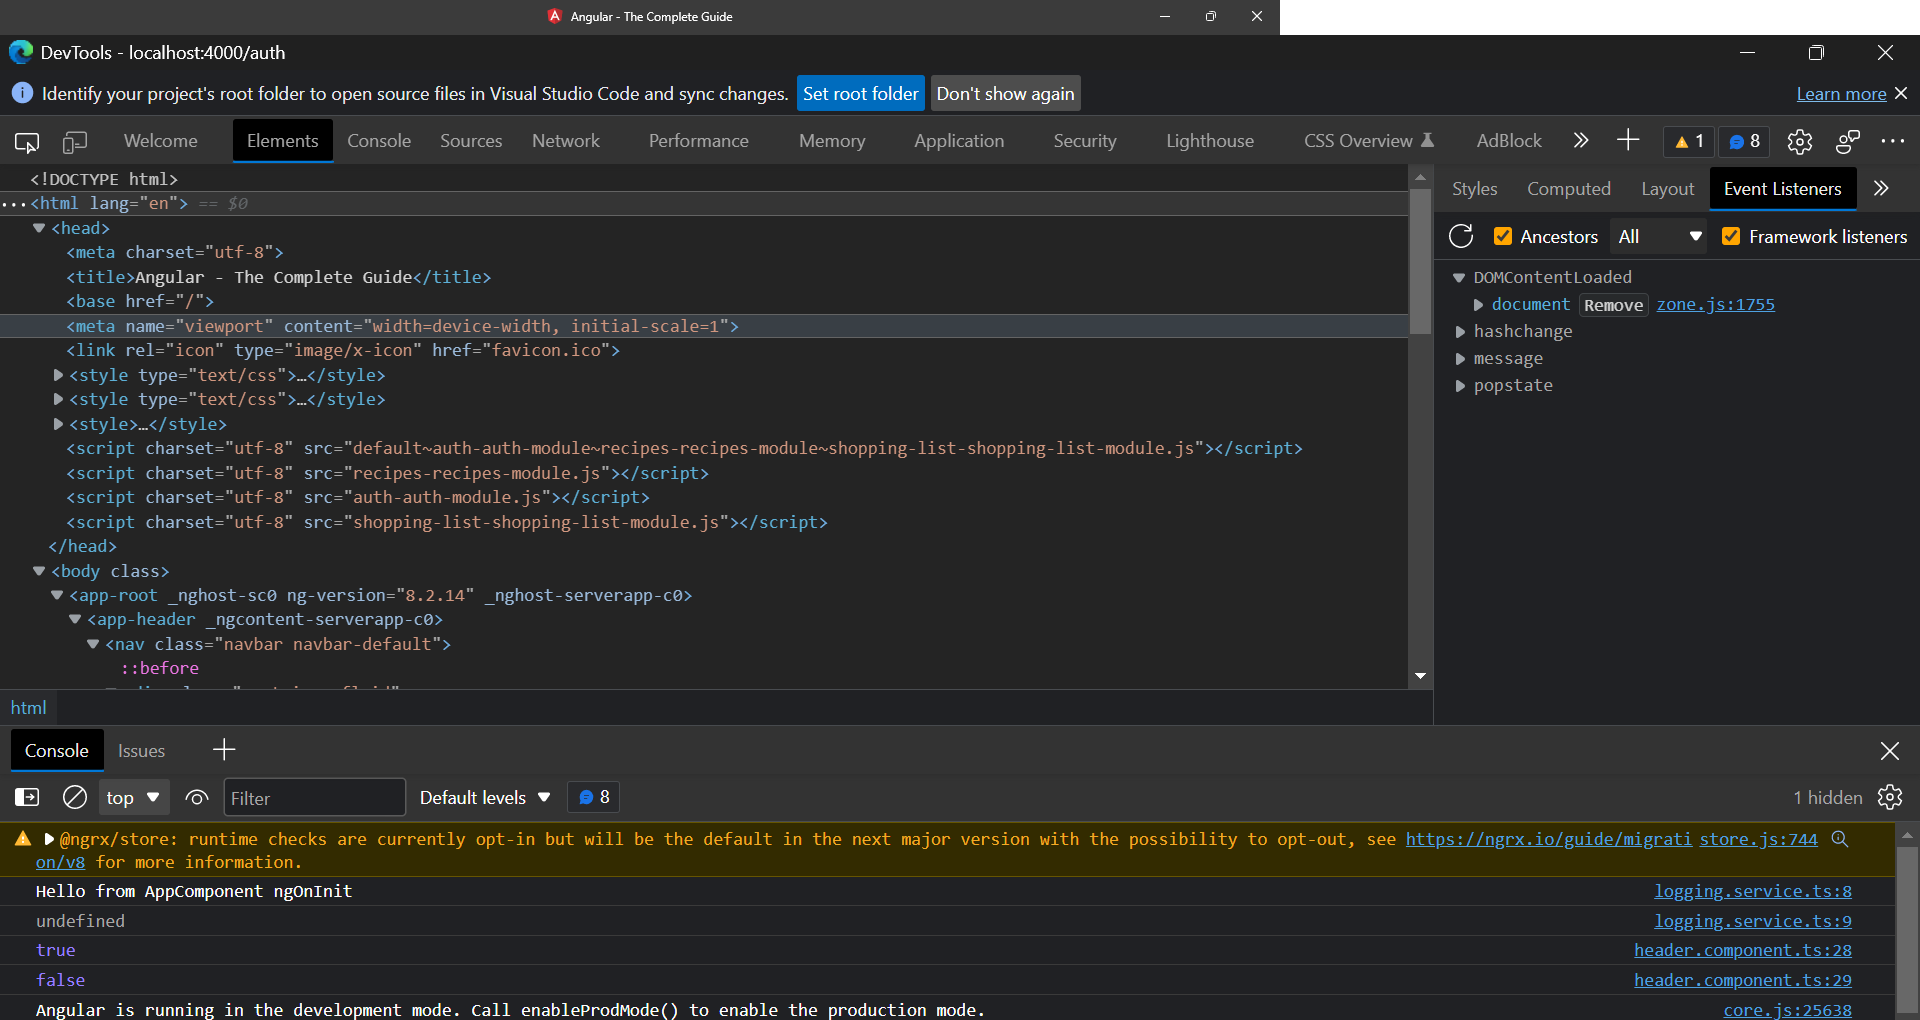 Angular - The Complete Guide
DevTools - localhost:4000/auth
Identify your project's root folder to open source files in Visual Studio Code and sync changes. Set root folder Don't show again Learn more
Welcome Elements Console Sources Network Performance Memory Application Security Lighthouse CSS Overview AdBlock 1 8
<!DOCTYPE html>
...<html lang="en"> == $0
<head>
<meta charset="utf-8">
<title>Angular - The Complete Guide</title>
<base href="/">
<meta name="viewport" content="width=device-width, initial-scale=1">
<link rel="icon" type="image/x-icon" href="favicon.ico">
<style type="text/css">…</style>
<style type="text/css">…</style>
<style>…</style>
<script charset="utf-8" src="default~auth-auth-module~recipes-recipes-module~shopping-list-shopping-list-module.js"></script>
<script charset="utf-8" src="recipes-recipes-module.js"></script>
<script charset="utf-8" src="auth-auth-module.js"></script>
<script charset="utf-8" src="shopping-list-shopping-list-module.js"></script>
</head>
<body class>
<app-root _nghost-sc0 ng-version="8.2.14" _nghost-serverapp-c0>
<app-header _ngcontent-serverapp-c0>
<nav class="navbar navbar-default">
::before
html
Styles Computed Layout Event Listeners
Ancestors All Framework listeners
DOMContentLoaded
document Remove zone.js:1755
hashchange
message
popstate
Console Issues
top Filter Default levels 8 1 hidden
@ngrx/store: runtime checks are currently opt-in but will be the default in the next major version with the possibility to opt-out, see https://ngrx.io/guide/migrati store.js:744
on/v8 for more information.
Hello from AppComponent ngOnInit logging.service.ts:8
undefined logging.service.ts:9
true header.component.ts:28
false header.component.ts:29
Angular is running in the development mode. Call enableProdMode() to enable the production mode. core.js:25638